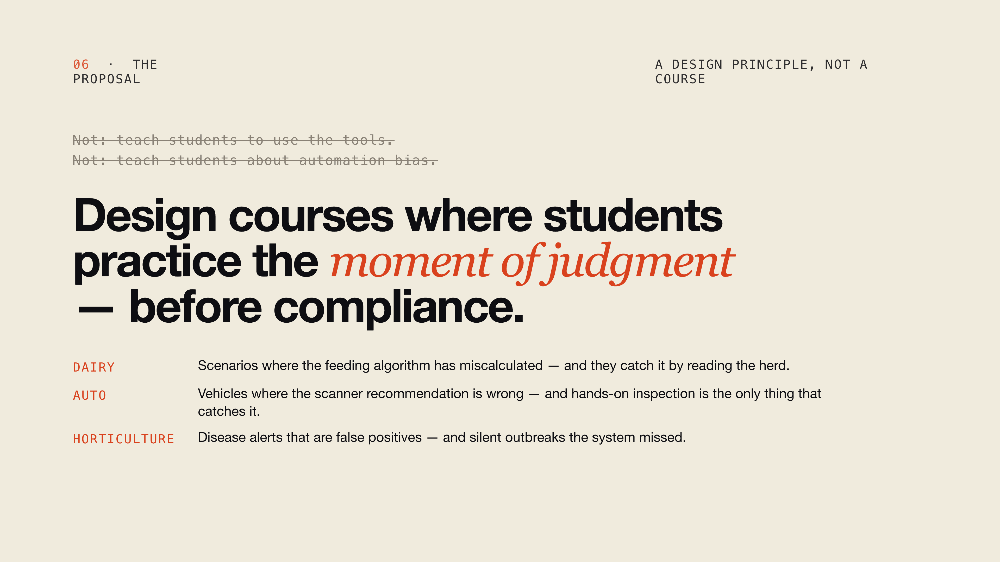 06 · THE
PROPOSAL
A DESIGN PRINCIPLE, NOT A
COURSE
Not: teach students to use the tools.
Not: teach students about automation bias.
Design courses where students
practice the moment of judgment
— before compliance.
DAIRY Scenarios where the feeding algorithm has miscalculated — and they catch it by reading the herd.
AUTO Vehicles where the scanner recommendation is wrong — and hands-on inspection is the only thing that
catches it.
HORTICULTURE Disease alerts that are false positives — and silent outbreaks the system missed.